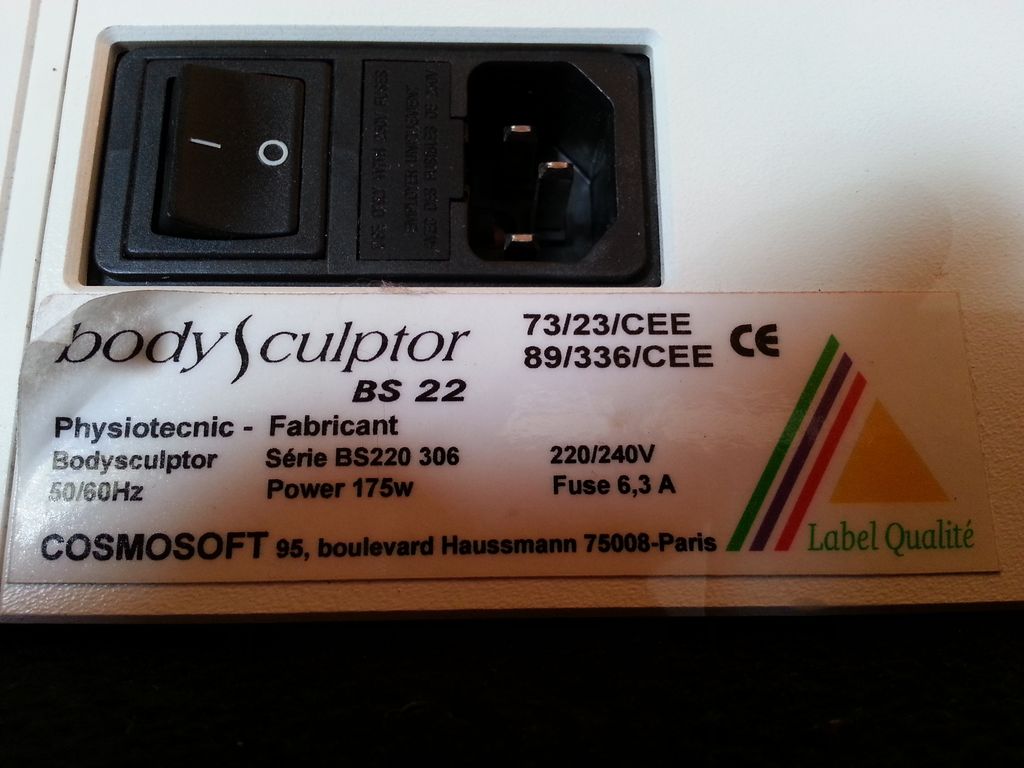 I O
body Sculptor
BS 22
73/23/CEE
89/336/CEE
CE
Physiotecnic - Fabricant
Bodysculptor Série BS220 306 220/240V
50/60Hz Power 175w Fuse 6,3 A
COSMOSOFT 95, boulevard Haussmann 75008-Paris
Label Qualité